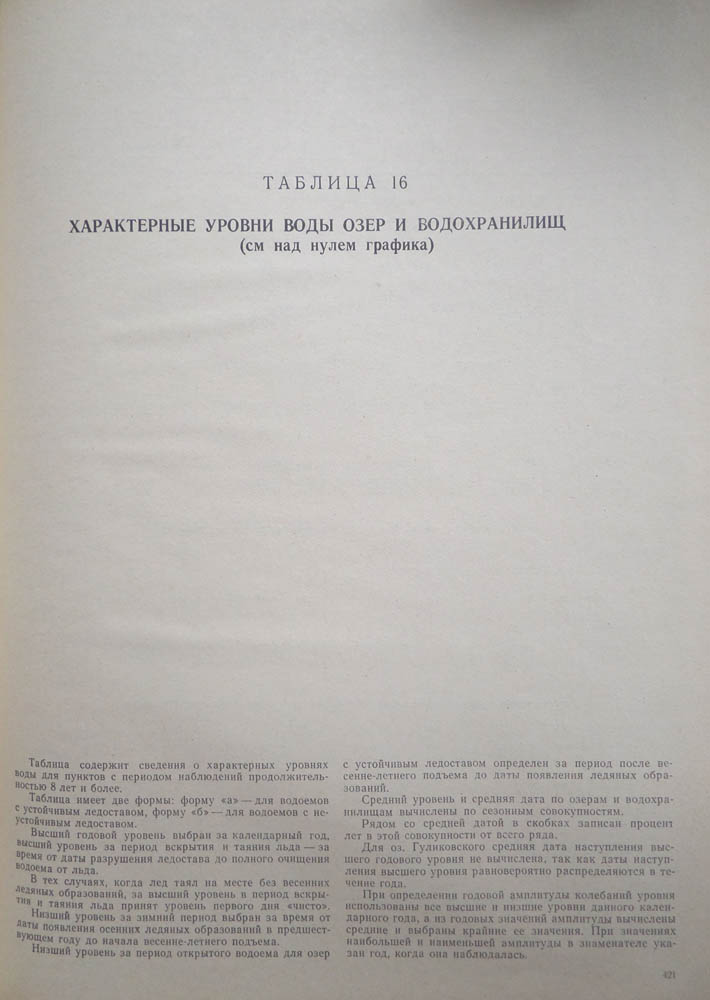 ТАБЛИЦА 16
ХАРАКТЕРНЫЕ УРОВНИ ВОДЫ ОЗЕР И ВОДОХРАНИЛИЩ
(см над нулем графика)
Таблица содержит сведения о характерных уровнях
воды для пунктов с периодом наблюдений продолжитель-
ностью 8 лет и более.
Таблица имеет две формы: форму «а» — для водоемов
с устойчивым ледоставом, форму «б» — для водоемов с не-
устойчивым ледоставом.
Высший годовой уровень выбран за календарный год,
высший уровень за период вскрытия и таяния льда — за
время от даты разрушения ледостава до полного очищения
водоема от льда.
В тех случаях, когда лед таял на месте без весенних
ледяных образований, за высший уровень в период вскры-
тия и таяния льда принят уровень первого дня «чисто».
Низший уровень за зимний период выбран за время от
даты появления осенних ледяных образований в предшест-
вующем году до начала весенне-летнего подъема.
Низший уровень за период открытого водоема для озер
с устойчивым ледоставом определен за период после ве-
сенне-летнего подъема до даты появления ледяных обра-
зований.
Средний уровень и средняя дата по озерам и водохра-
нилищам вычислены по сезонным совокупностям.
Рядом со средней датой в скобках записан процент
лет в этой совокупности от всего ряда.
Для оз. Гуликовского средняя дата наступления выс-
шего годового уровня не вычислена, так как даты наступ-
ления высшего уровня равновероятно распределяются в те-
чение года.
При определении годовой амплитуды колебаний уровня
использованы все высшие и низшие уровни данного кален-
дарного года, а из годовых значений амплитуды вычислены
средние и выбраны крайние ее значения. При значениях
наибольшей и наименьшей амплитуды в знаменателе ука-
зан год, когда она наблюдалась.
421